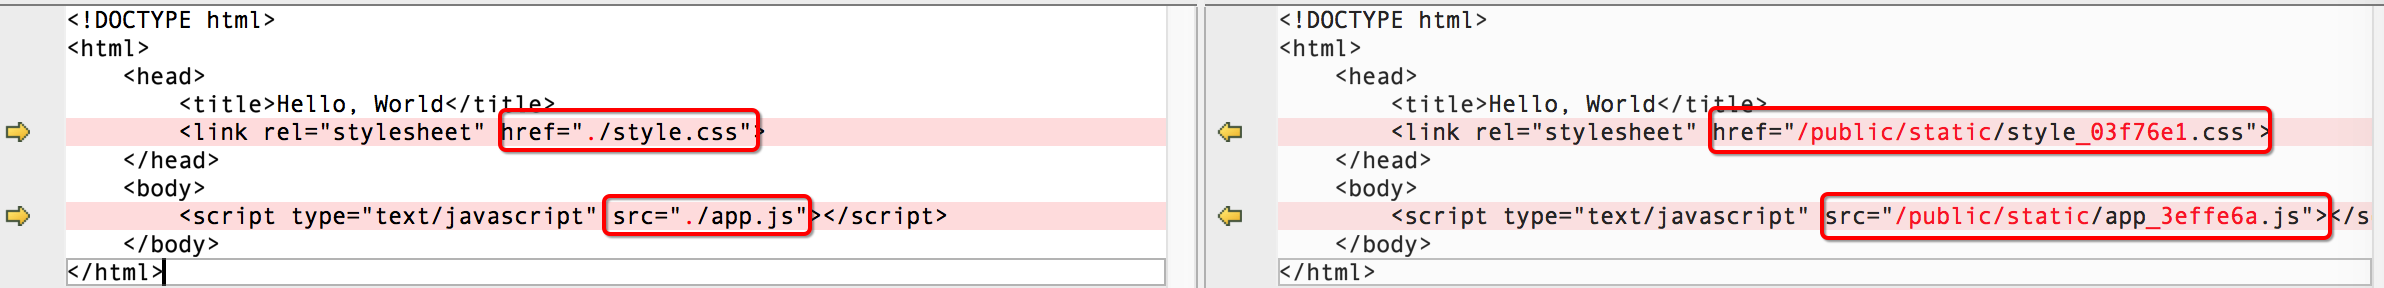 <!DOCTYPE html>
<html>
    <head>
        <title>Hello, World</title>
        <link rel="stylesheet" href="./style.css">
    </head>
    <body>
        <script type="text/javascript" src="./app.js"></script>
    </body>
</html>
<!DOCTYPE html>
<html>
    <head>
        <title>Hello, World</title>
        <link rel="stylesheet" href="/public/static/style_03f76e1.css">
    </head>
    <body>
        <script type="text/javascript" src="/public/static/app_3effe6a.js"></s
    </body>
</html>